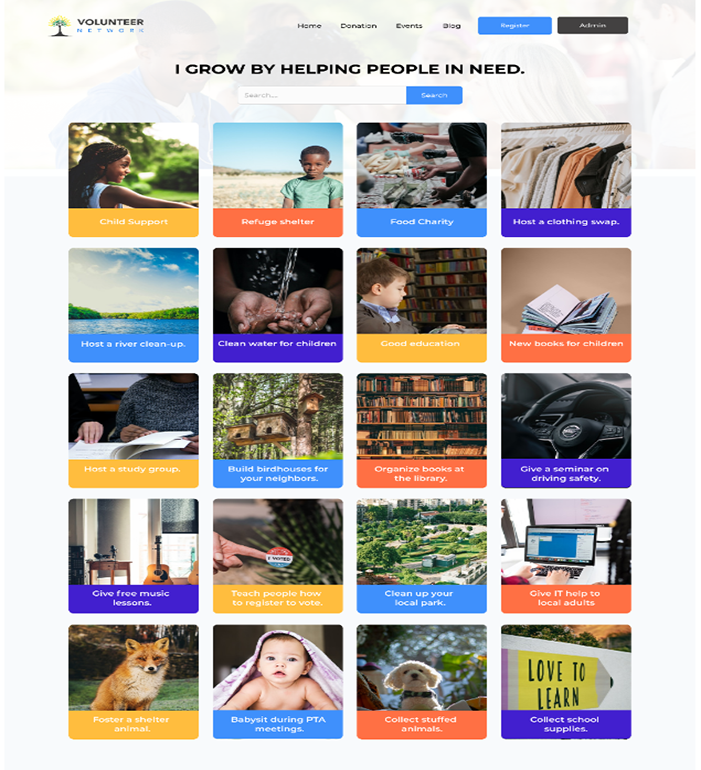 VOLUNTEER
NETWORK
Home Donation Events Blog Register Admin
I GROW BY HELPING PEOPLE IN NEED.
Search.... Search
Child Support
Refuge shelter
Food Charity
Host a clothing swap.
Host a river clean-up.
Clean water for children
Good education
New books for children
Host a study group.
Build birdhouses for
your neighbors.
Organize books at
the library.
Give a seminar on
driving safety.
Give free music
lessons.
I VOTED
Teach people how
to register to vote.
Clean up your
local park.
Give IT help to
local adults
Foster a shelter
animal.
Babysit during PTA
meetings.
Collect stuffed
animals.
LOVE TO
LEARN
Collect school
supplies.